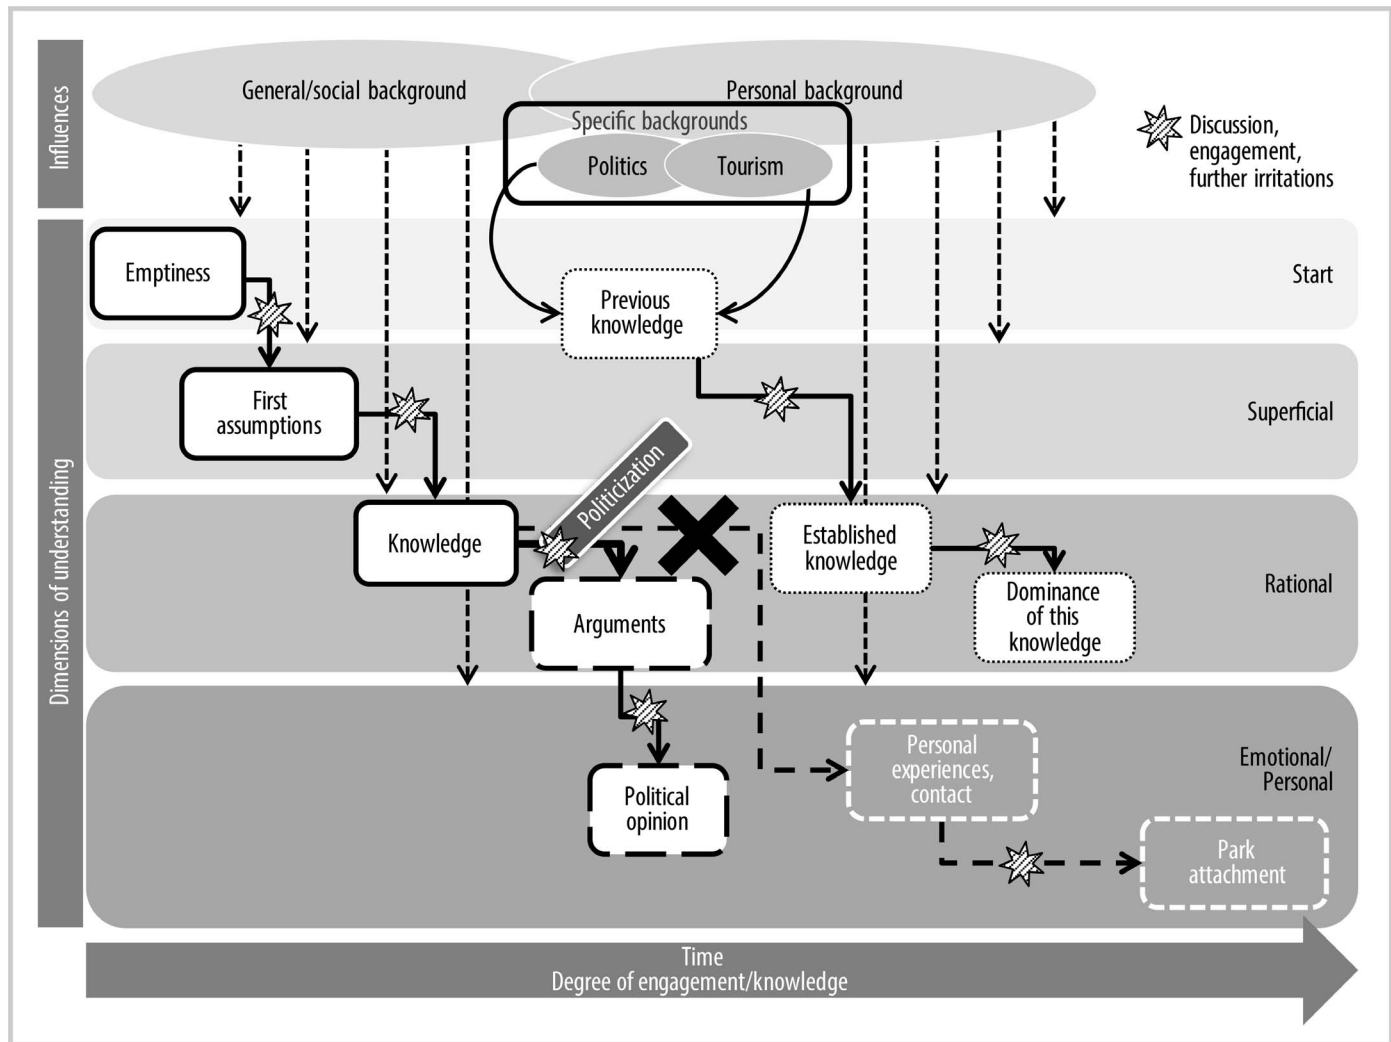 Influences
General/social background
Personal background
Specific backgrounds
Politics
Tourism
Discussion,
engagement,
further irritations
Dimensions of understanding
Emptiness
Previous
knowledge
Start
First
assumptions
Superficial
Politicization
Knowledge
Established
knowledge
Arguments
Dominance
of this
knowledge
Rational
Personal
experiences,
contact
Emotional/
Personal
Political
opinion
Park
attachment
Time
Degree of engagement/knowledge